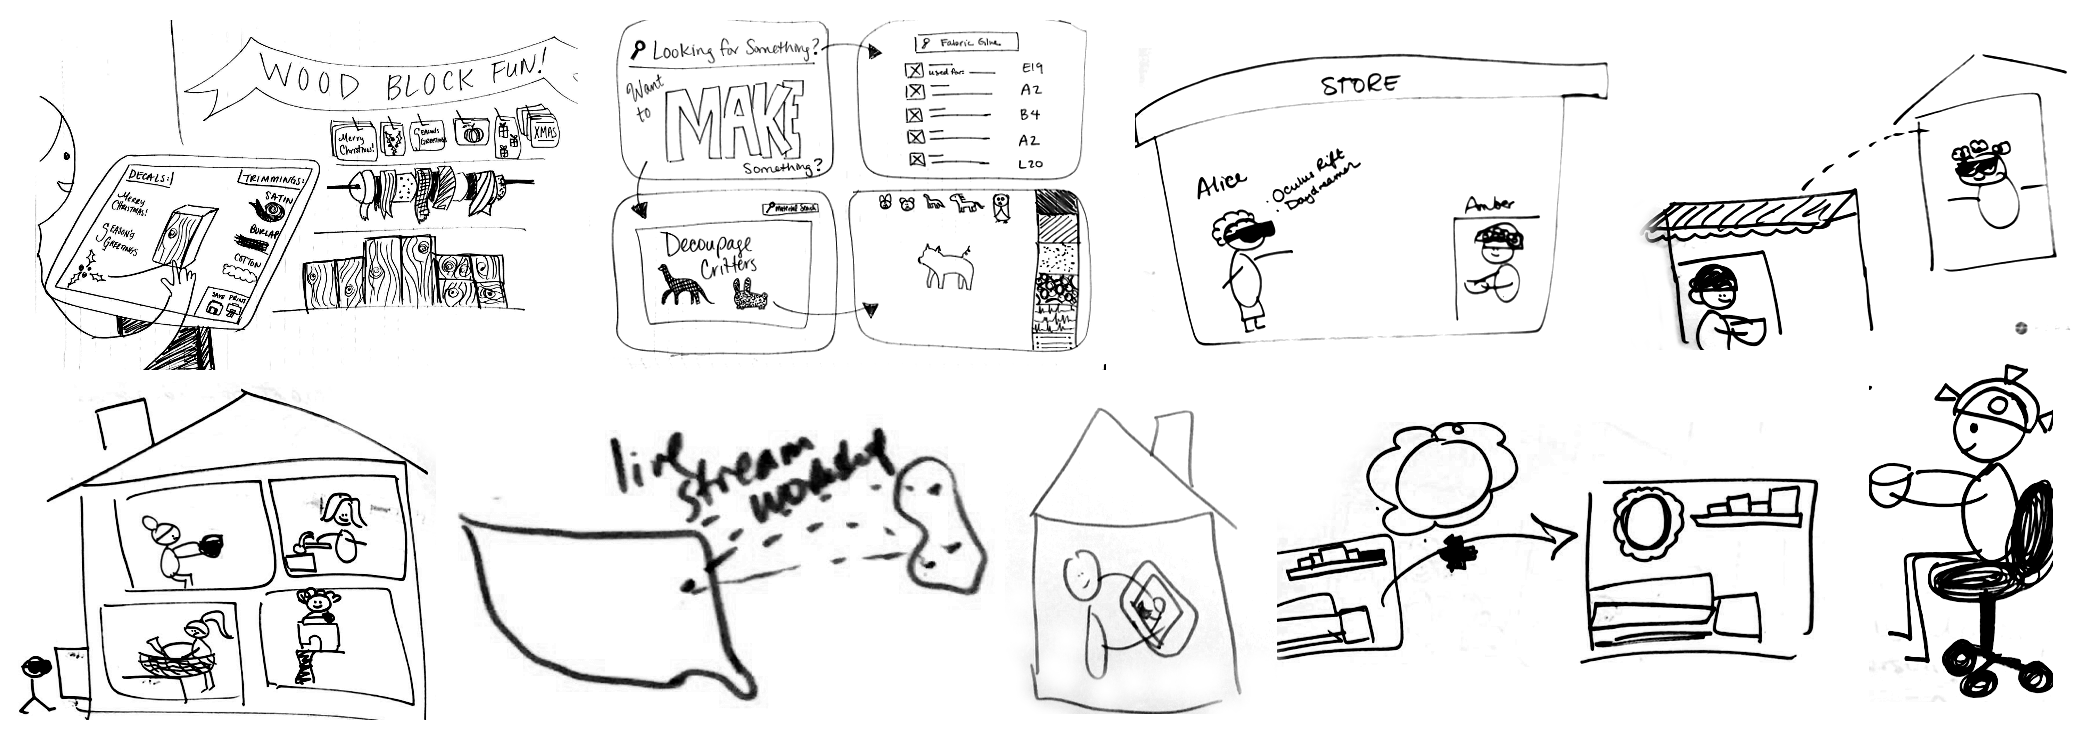 WOOD BLOCK FUN!
Merry
Christmas!
SEASON'S
GREETINGS
XMAS
DECALS:
MERRY
CHRISTMAS!
SEASON'S
GREETINGS
TRIMMINGS:
SATIN
BURLAP
COTTON
SAVE PRINT
Looking for Something?
Want
to
MAKE
Something?
Fabric Glue
used for:
E19
A2
B4
A2
L20
Material Search
Decoupage
Critters
STORE
Alice
: Oculus Rift
Daydreamer
Amber
live
stream
workshop